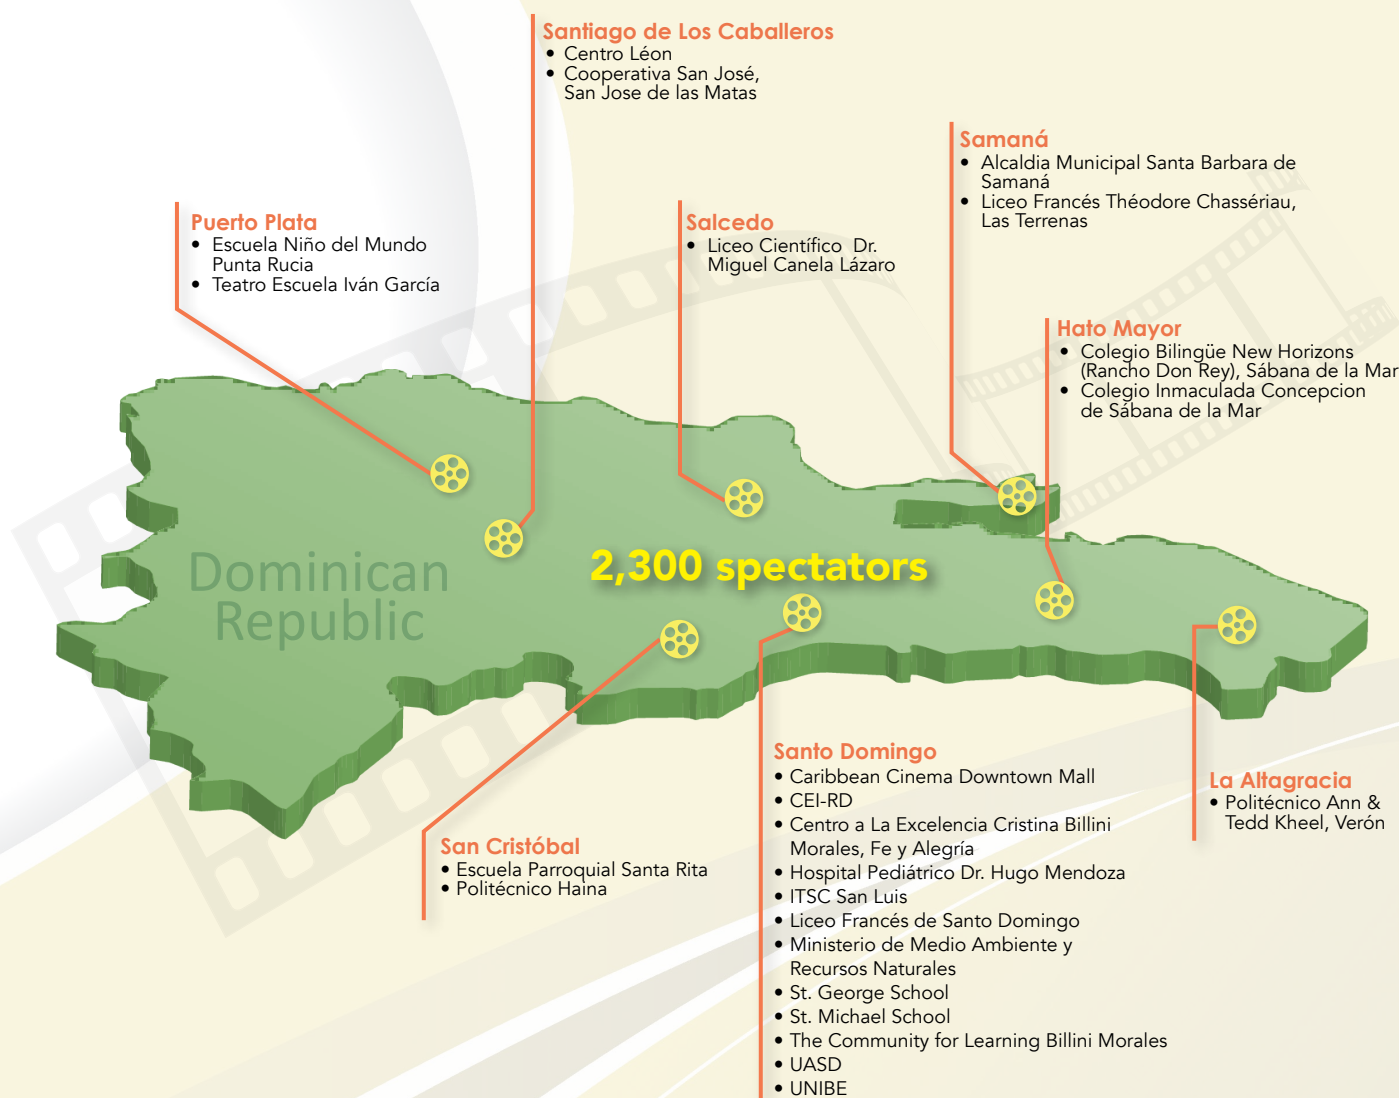 Santiago de Los Caballeros
• Centro Léon
• Cooperativa San José,
San Jose de las Matas
Samaná
• Alcaldia Municipal Santa Barbara de
Samaná
• Liceo Francés Théodore Chassériau,
Las Terrenas
Puerto Plata
• Escuela Niño del Mundo
Punta Rucia
• Teatro Escuela Iván García
Salcedo
• Liceo Científico Dr.
Miguel Canela Lázaro
Hato Mayor
• Colegio Bilingüe New Horizons
(Rancho Don Rey), Sábana de la Mar
• Colegio Inmaculada Concepcion
de Sábana de la Mar
Dominican
Republic
2,300 spectators
Santo Domingo
• Caribbean Cinema Downtown Mall
• CEI-RD
• Centro a La Excelencia Cristina Billini
Morales, Fe y Alegría
• Hospital Pediátrico Dr. Hugo Mendoza
• ITSC San Luis
• Liceo Francés de Santo Domingo
• Ministerio de Medio Ambiente y
Recursos Naturales
• St. George School
• St. Michael School
• The Community for Learning Billini Morales
• UASD
• UNIBE
La Altagracia
• Politécnico Ann &
Tedd Kheel, Verón
San Cristóbal
• Escuela Parroquial Santa Rita
• Politécnico Haina